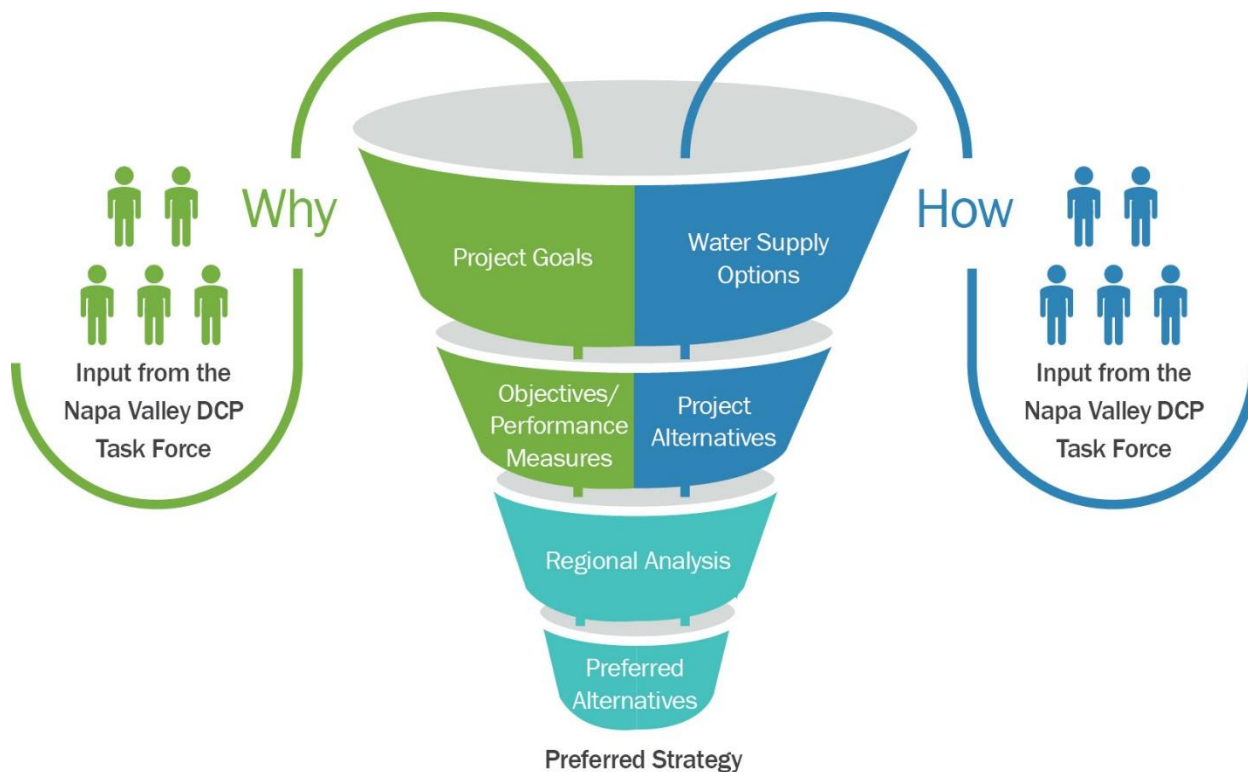 Why
Input from the
Napa Valley DCP
Task Force
Project Goals
Water Supply
Options
Objectives/
Performance
Measures
Project
Alternatives
Regional Analysis
Preferred
Alternatives
Preferred Strategy
How
Input from the
Napa Valley DCP
Task Force